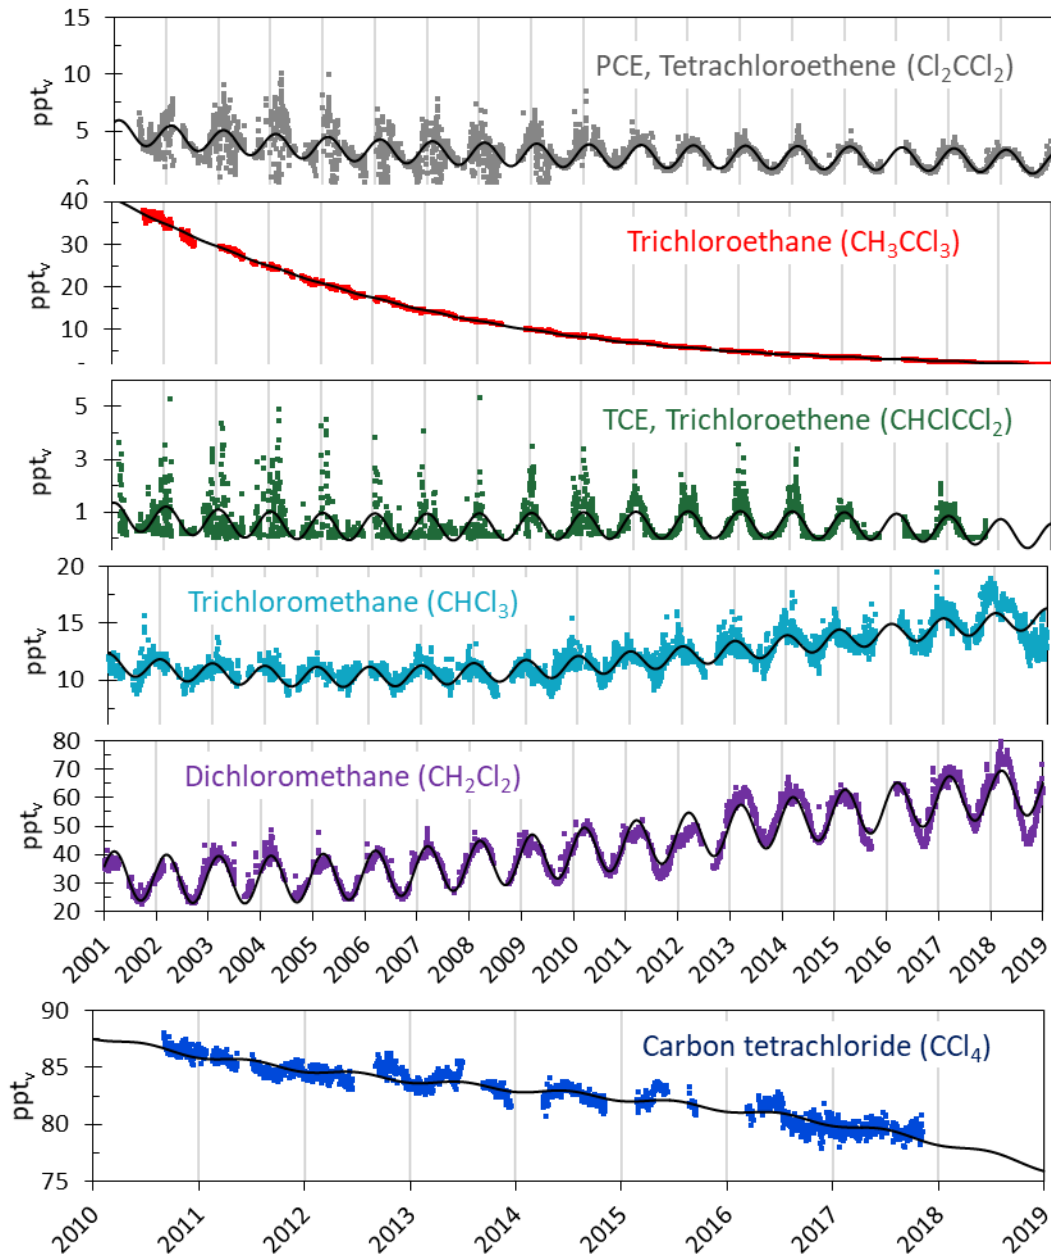 15
PCE, Tetrachloroethene (Cl₂CCl₂)
10
pptᵥ
5
40
Trichloroethane (CH₃CCl₃)
30
pptᵥ
20
10
5
TCE, Trichloroethene (CHClCCl₂)
3
pptᵥ
1
20
Trichloromethane (CHCl₃)
15
pptᵥ
10
80
Dichloromethane (CH₂Cl₂)
70
60
pptᵥ
50
40
30
20
2001 2002 2003 2004 2005 2006 2007 2008 2009 2010 2011 2012 2013 2014 2015 2016 2017 2018 2019
90
Carbon tetrachloride (CCl₄)
85
pptᵥ
80
75
2010 2011 2012 2013 2014 2015 2016 2017 2018 2019